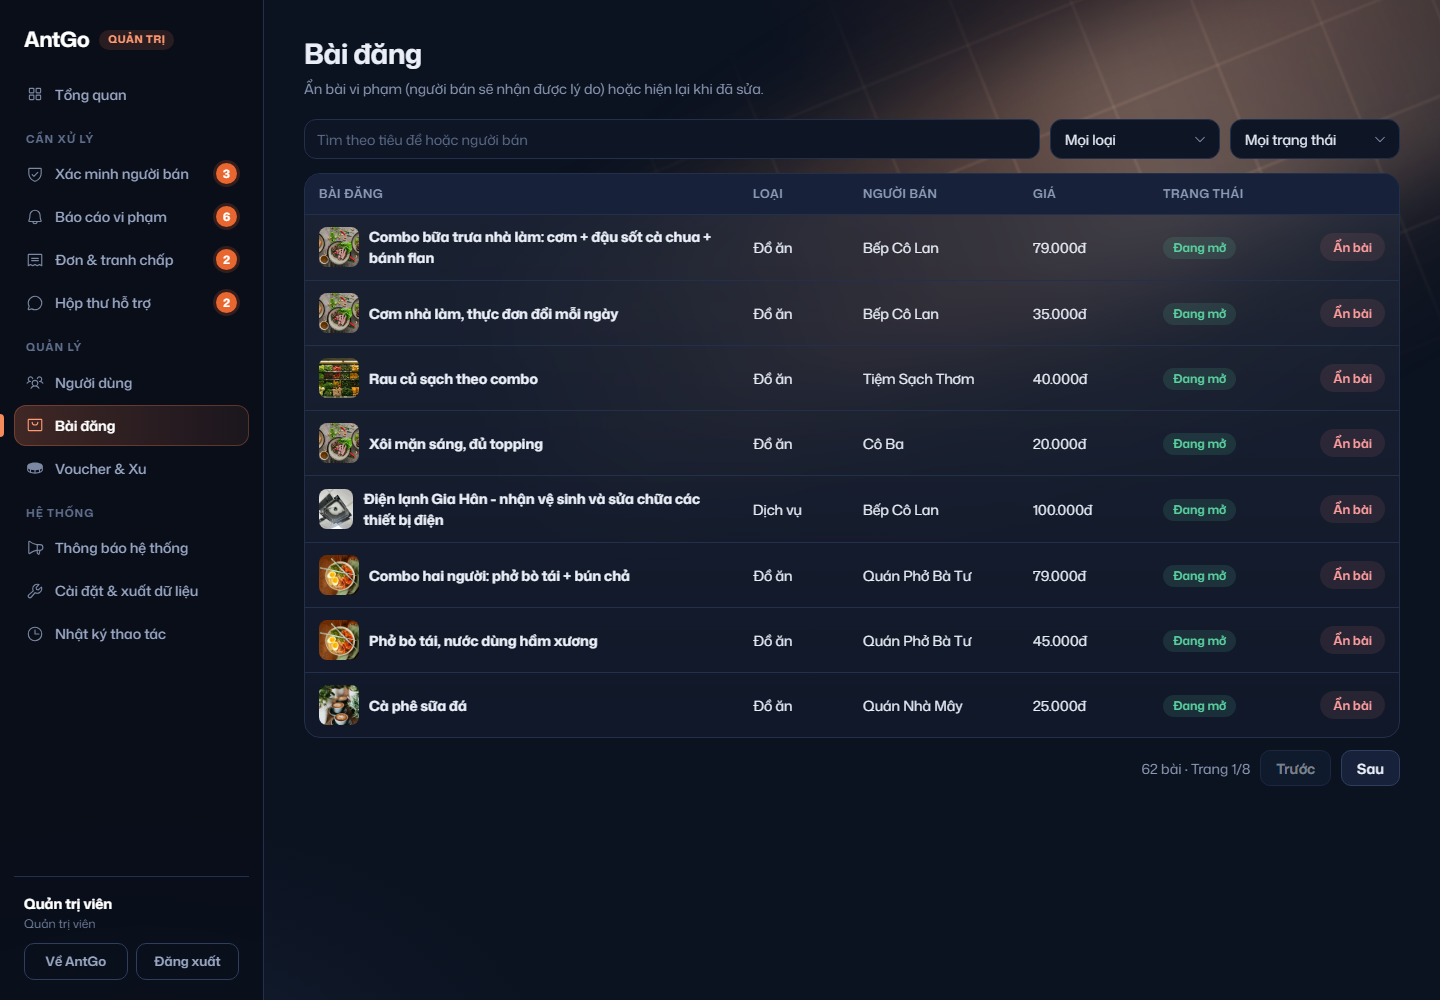 AntGo QUẢN TRỊ
Tổng quan
CẦN XỬ LÝ
Xác minh người bán 3
Báo cáo vi phạm 6
Đơn & tranh chấp 2
Hộp thư hỗ trợ 2
QUẢN LÝ
Người dùng
Bài đăng
Voucher & Xu
HỆ THỐNG
Thông báo hệ thống
Cài đặt & xuất dữ liệu
Nhật ký thao tác
Quản trị viên
Quản trị viên
Về AntGo Đăng xuất
Bài đăng
Ẩn bài vi phạm (người bán sẽ nhận được lý do) hoặc hiện lại khi đã sửa.
Tìm theo tiêu đề hoặc người bán Mọi loại Mọi trạng thái
BÀI ĐĂNG LOẠI NGƯỜI BÁN GIÁ TRẠNG THÁI
Combo bữa trưa nhà làm: cơm + đậu sốt cà chua +
bánh flan Đồ ăn Bếp Cô Lan 79.000đ Đang mở Ẩn bài
Cơm nhà làm, thực đơn đổi mỗi ngày Đồ ăn Bếp Cô Lan 35.000đ Đang mở Ẩn bài
Rau củ sạch theo combo Đồ ăn Tiệm Sạch Thơm 40.000đ Đang mở Ẩn bài
Xôi mặn sáng, đủ topping Đồ ăn Cô Ba 20.000đ Đang mở Ẩn bài
Điện lạnh Gia Hân - nhận vệ sinh và sửa chữa các
thiết bị điện Dịch vụ Bếp Cô Lan 100.000đ Đang mở Ẩn bài
Combo hai người: phở bò tái + bún chả Đồ ăn Quán Phở Bà Tư 79.000đ Đang mở Ẩn bài
Phở bò tái, nước dùng hầm xương Đồ ăn Quán Phở Bà Tư 45.000đ Đang mở Ẩn bài
Cà phê sữa đá Đồ ăn Quán Nhà Mây 25.000đ Đang mở Ẩn bài
62 bài · Trang 1/8 Trước Sau